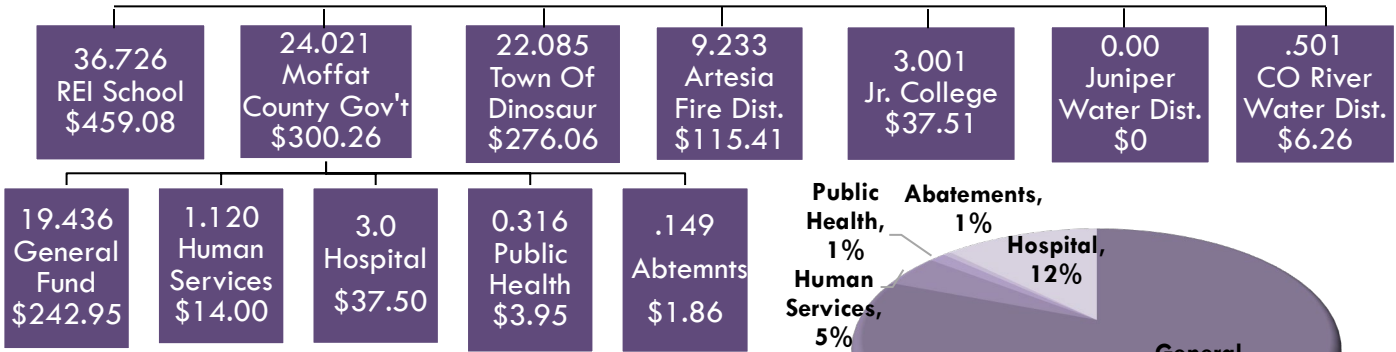 36.726
REI School
$459.08
24.021
Moffat
County Gov't
$300.26
22.085
Town Of
Dinosaur
$276.06
9.233
Artesia
Fire Dist.
$115.41
3.001
Jr. College
$37.51
0.00
Juniper
Water Dist.
$0
.501
CO River
Water Dist.
$6.26
19.436
General
Fund
$242.95
1.120
Human
Services
$14.00
3.0
Hospital
$37.50
0.316
Public
Health
$3.95
.149
Abtemnts
$1.86
Public
Health,
1%
Abatements,
1%
Hospital,
12%
Human
Services,
5%
General